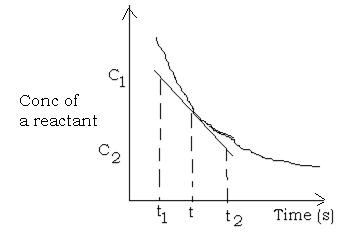 C1
Conc of
a reactant
C2
t1 t t2 Time (s)